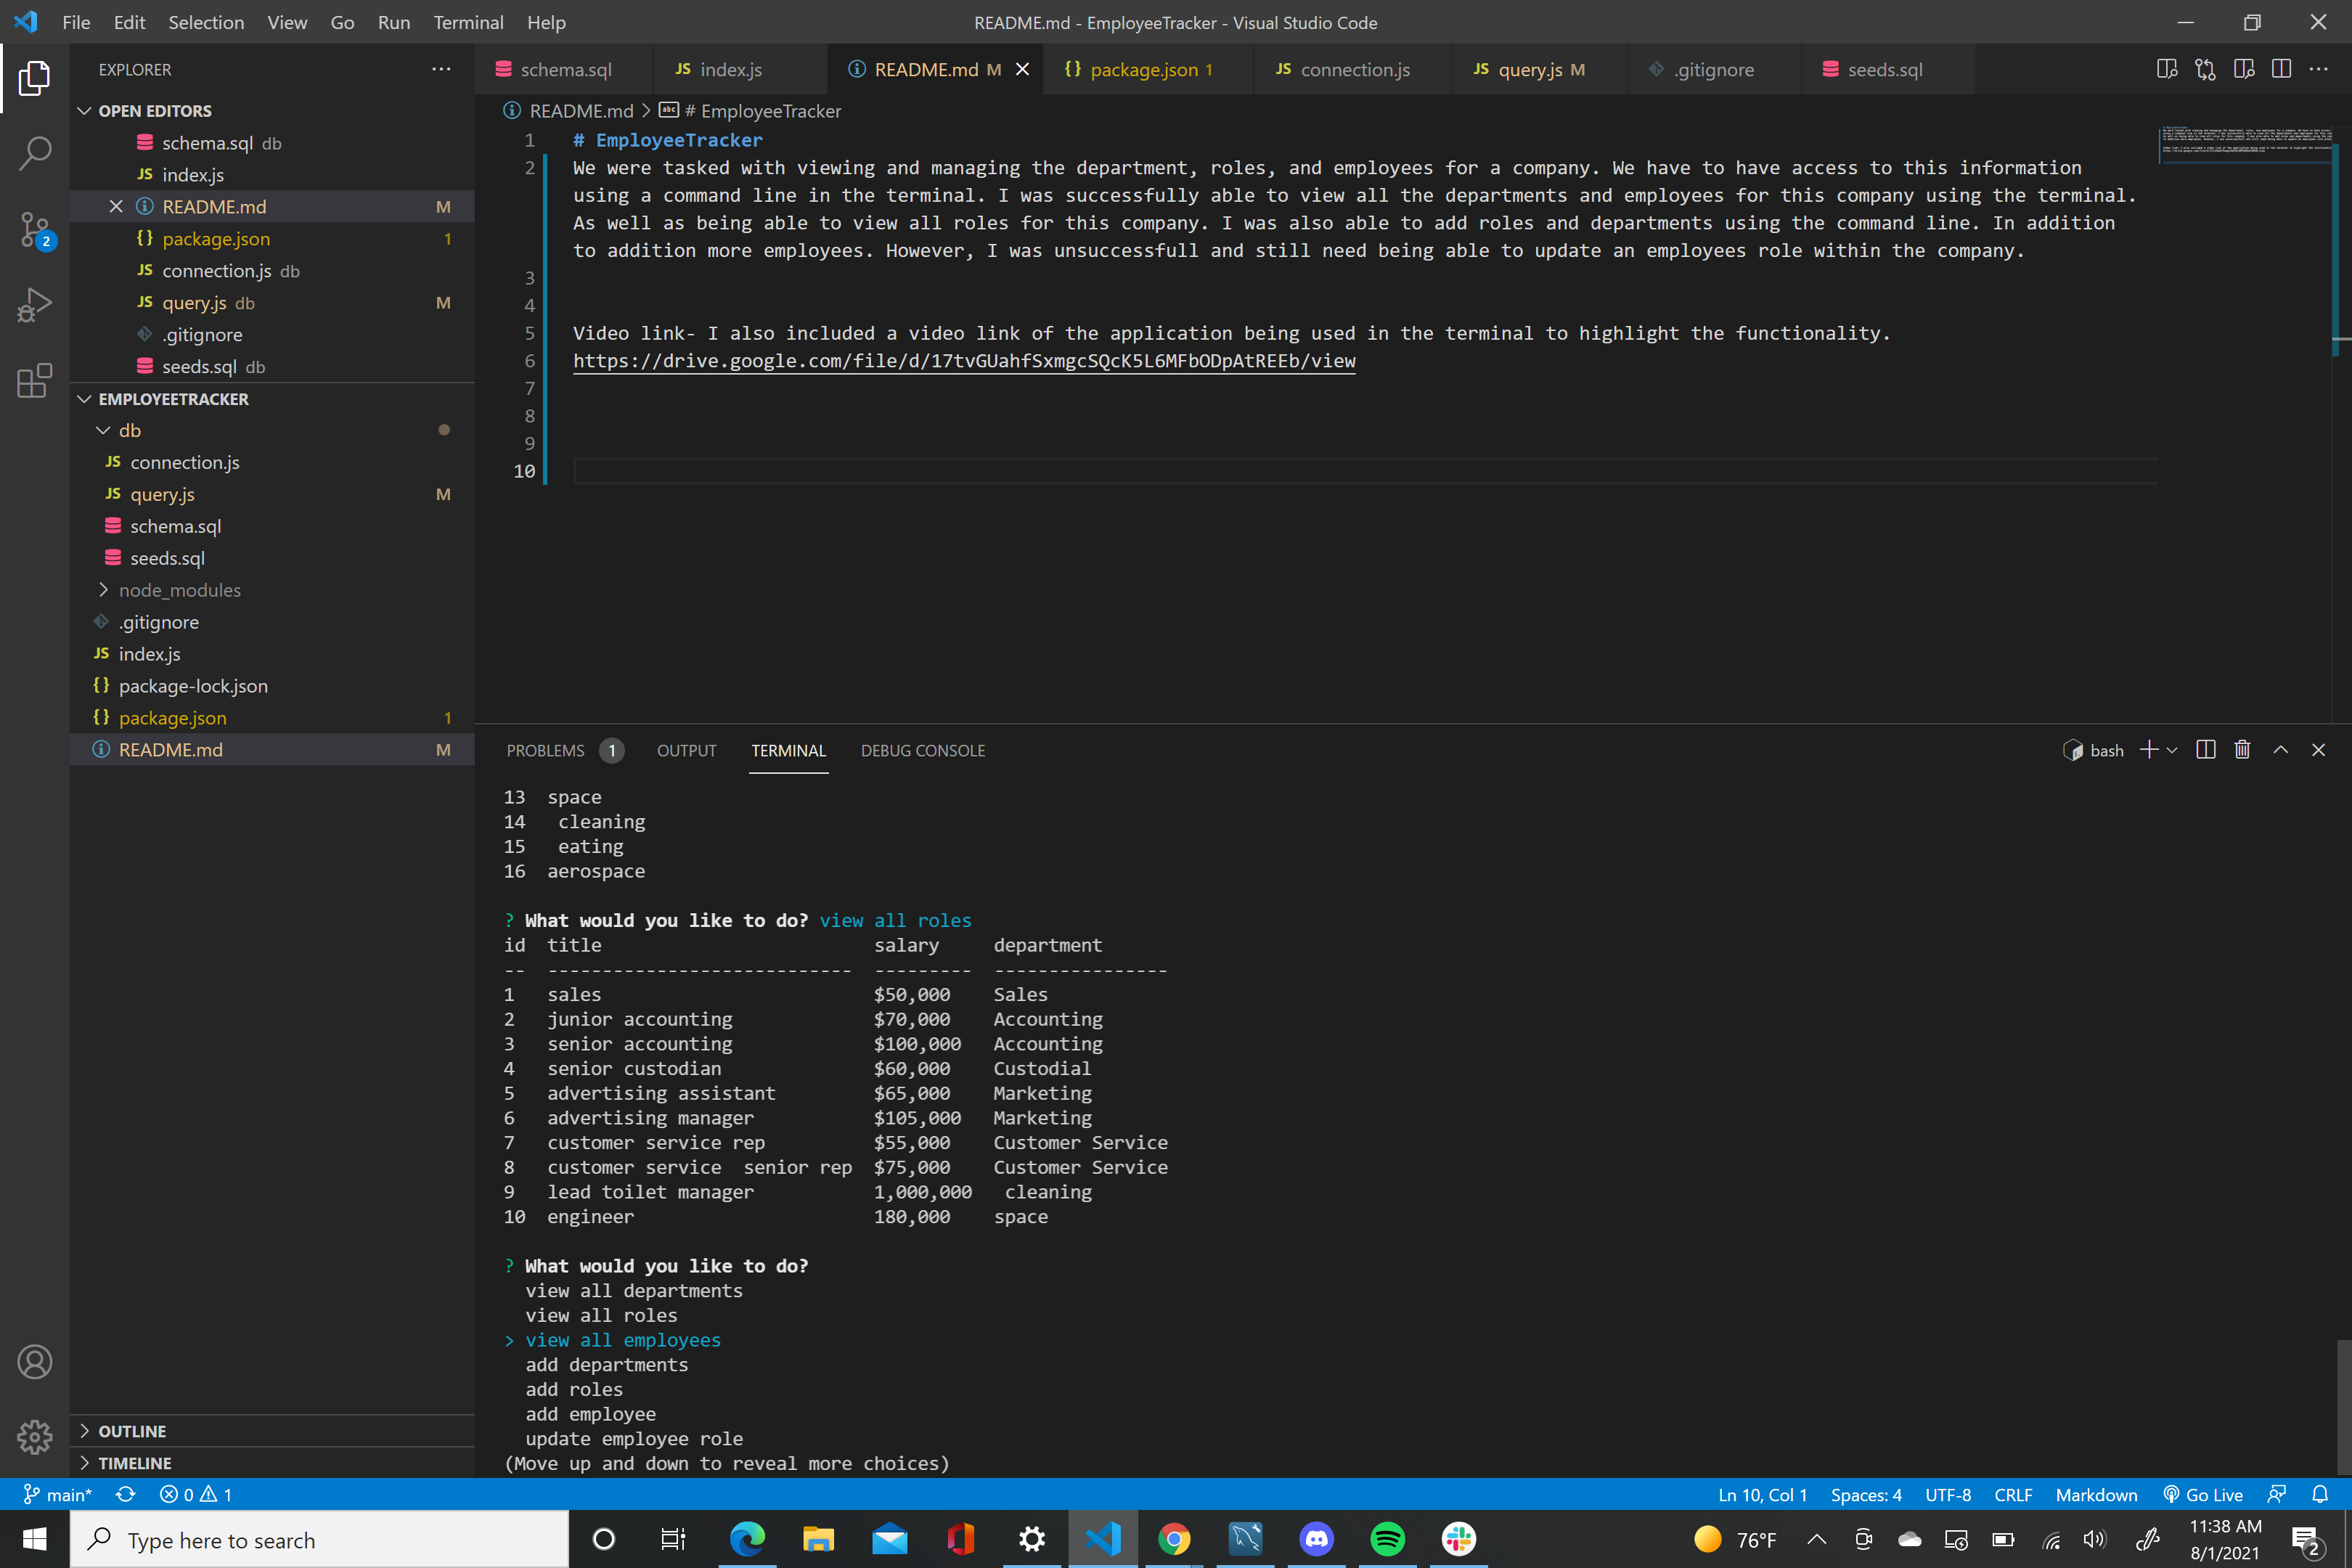 File Edit Selection View Go Run Terminal Help
README.md - EmployeeTracker - Visual Studio Code
EXPLORER
OPEN EDITORS
schema.sql db
JS index.js
README.md M
{} package.json 1
JS connection.js db
JS query.js db M
.gitignore
seeds.sql db
2
EMPLOYEETRACKER
db
JS connection.js
JS query.js M
schema.sql
seeds.sql
node_modules
.gitignore
JS index.js
{} package-lock.json
{} package.json 1
README.md M
OUTLINE
TIMELINE
schema.sql JS index.js README.md M {} package.json 1 JS connection.js JS query.js M .gitignore seeds.sql
README.md > abc # EmployeeTracker
1 # EmployeeTracker
2 We were tasked with viewing and managing the department, roles, and employees for a company. We have to have access to this information
using a command line in the terminal. I was successfully able to view all the departments and employees for this company using the terminal.
As well as being able to view all roles for this company. I was also able to add roles and departments using the command line. In addition
to addition more employees. However, I was unsuccessfull and still need being able to update an employees role within the company.
3
4
5 Video link- I also included a video link of the application being used in the terminal to highlight the functionality.
6 https://drive.google.com/file/d/17tvGUahfSxmgcSQcK5L6MFbODpAtREEb/view
7
8
9
10
PROBLEMS 1 OUTPUT TERMINAL DEBUG CONSOLE
bash
13 space
14 cleaning
15 eating
16 aerospace
? What would you like to do? view all roles
id title salary department
-- ---------------------------- --------- ----------------
1 sales $50,000 Sales
2 junior accounting $70,000 Accounting
3 senior accounting $100,000 Accounting
4 senior custodian $60,000 Custodial
5 advertising assistant $65,000 Marketing
6 advertising manager $105,000 Marketing
7 customer service rep $55,000 Customer Service
8 customer service  senior rep $75,000 Customer Service
9 lead toilet manager 1,000,000 cleaning
10 engineer 180,000 space
? What would you like to do?
view all departments
view all roles
> view all employees
add departments
add roles
add employee
update employee role
(Move up and down to reveal more choices)
main* 0 1
Ln 10, Col 1 Spaces: 4 UTF-8 CRLF Markdown Go Live
Type here to search
76°F
11:38 AM
8/1/2021
2